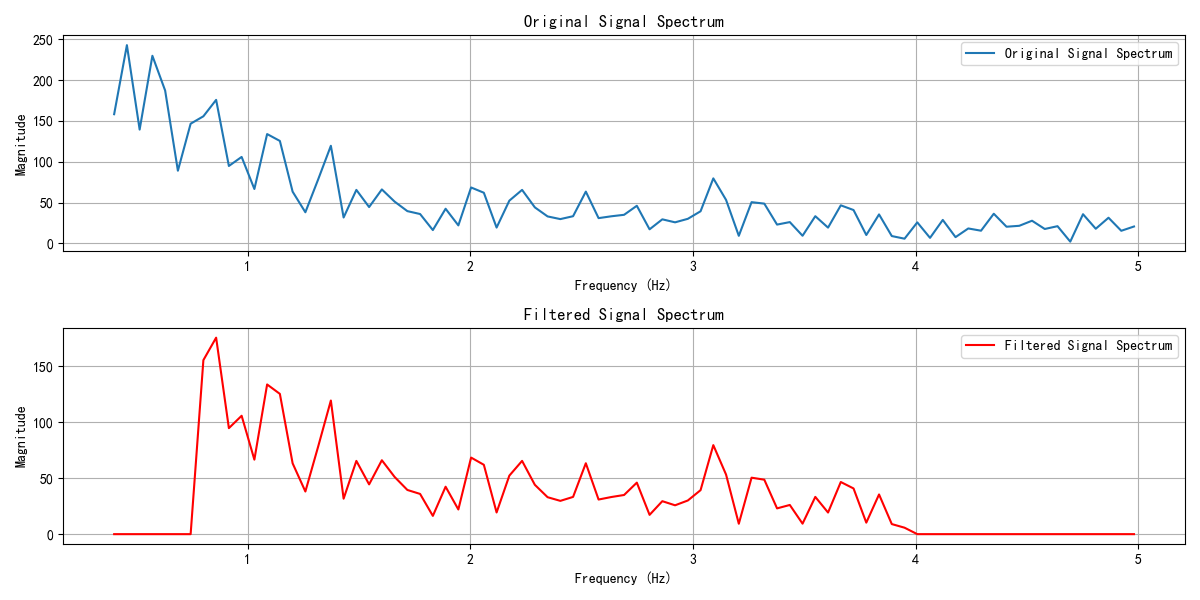 Original Signal Spectrum
250
200
150
100
50
0
Magnitude
Original Signal Spectrum
1 2 3 4 5
Frequency (Hz)
Filtered Signal Spectrum
150
100
50
0
Magnitude
Filtered Signal Spectrum
1 2 3 4 5
Frequency (Hz)